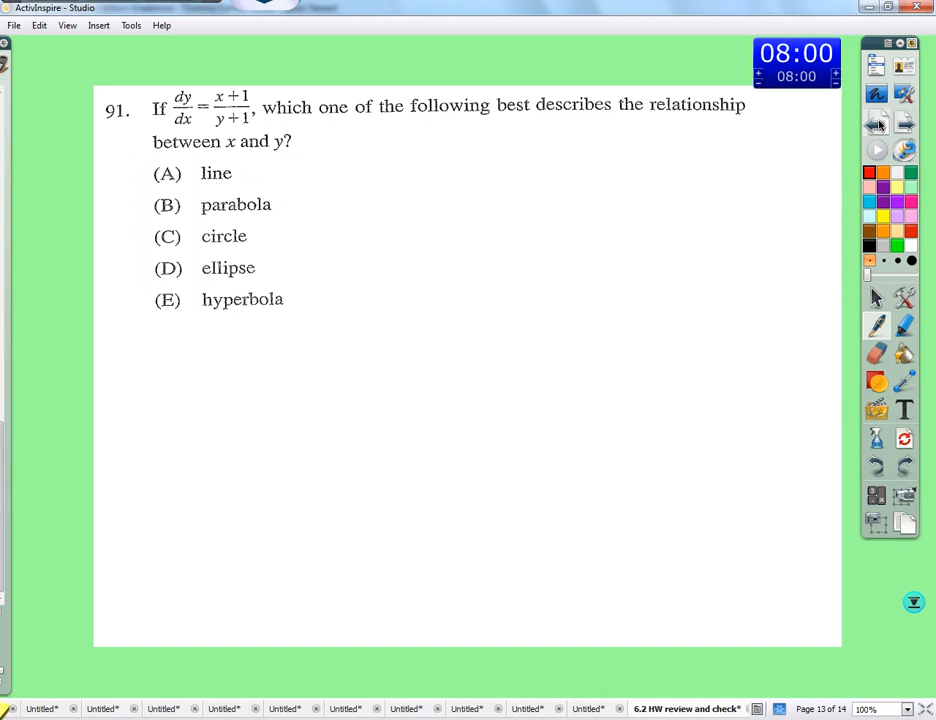 ActivInspire - Studio
File Edit View Insert Tools Help
08:00
08:00
91. If dy/dx = x+1/y+1, which one of the following best describes the relationship
between x and y?
(A) line
(B) parabola
(C) circle
(D) ellipse
(E) hyperbola
Untitled* Untitled* Untitled* Untitled* Untitled* Untitled* Untitled* Untitled* Untitled* Untitled* 6.2 HW review and check* Page 13 of 14 100%